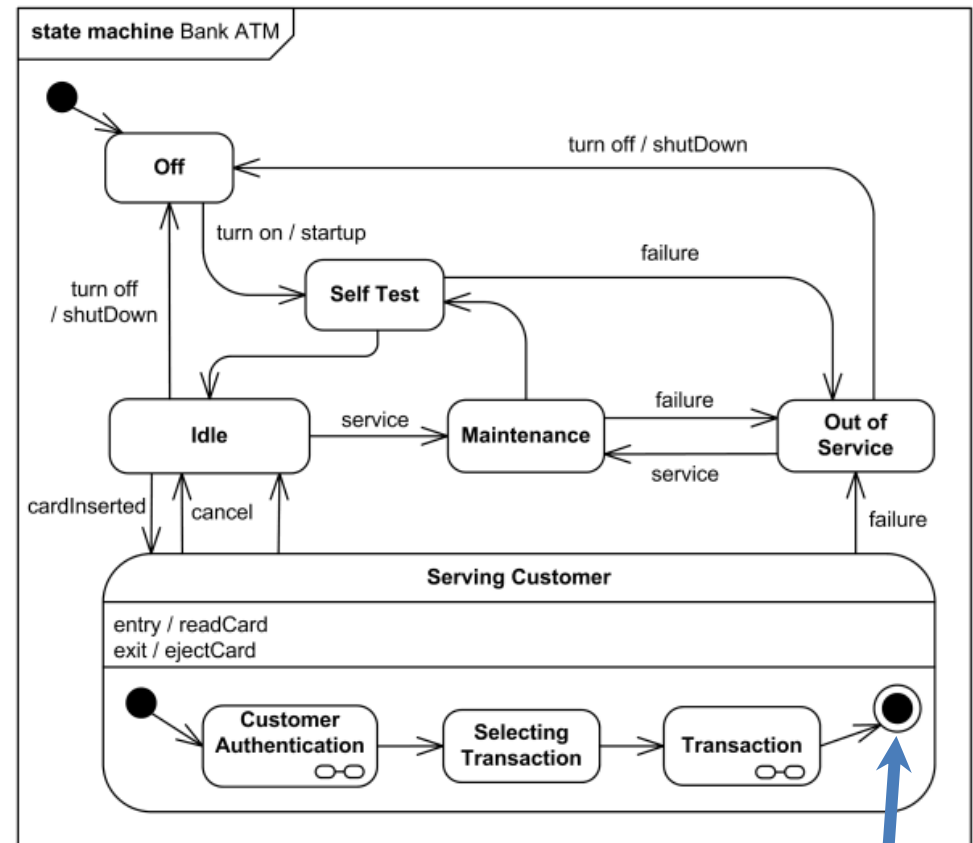 state machine Bank ATM
Off
turn off / shutDown
turn on / startup
failure
Self Test
turn off
/ shutDown
Idle
service
Maintenance
failure
Out of
Service
service
cardInserted
cancel
failure
Serving Customer
entry / readCard
exit / ejectCard
Customer
Authentication
Selecting
Transaction
Transaction